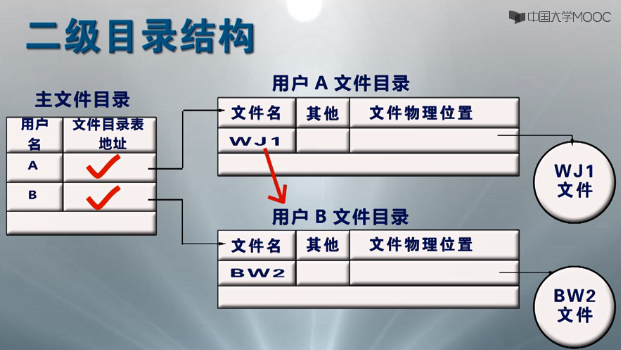 中国大学MOOC
二级目录结构
主文件目录
用户名
文件目录表地址
A
B
用户 A 文件目录
文件名 其他 文件物理位置
WJ1
WJ1
文件
用户 B 文件目录
文件名 其他 文件物理位置
BW2
BW2
文件